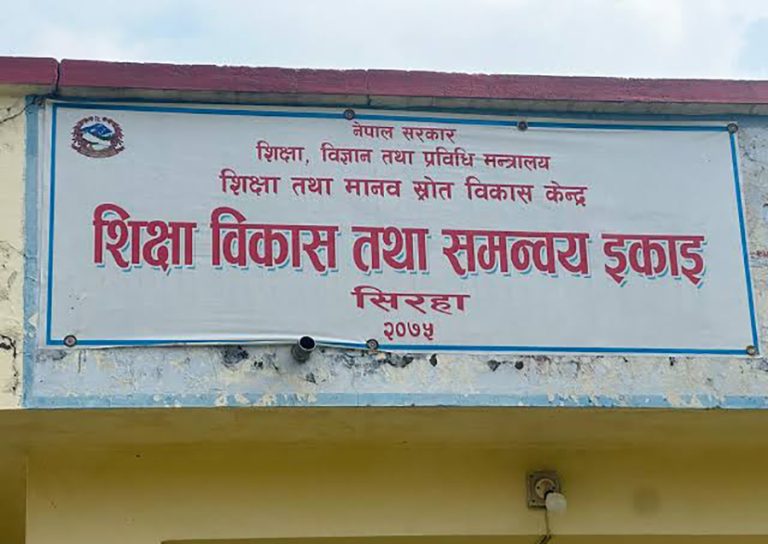 नेपाल सरकार
शिक्षा, विज्ञान तथा प्रविधि मन्त्रालय
शिक्षा तथा मानव स्रोत विकास केन्द्र
शिक्षा विकास तथा समन्वय इकाइ
सिरहा
२०७५